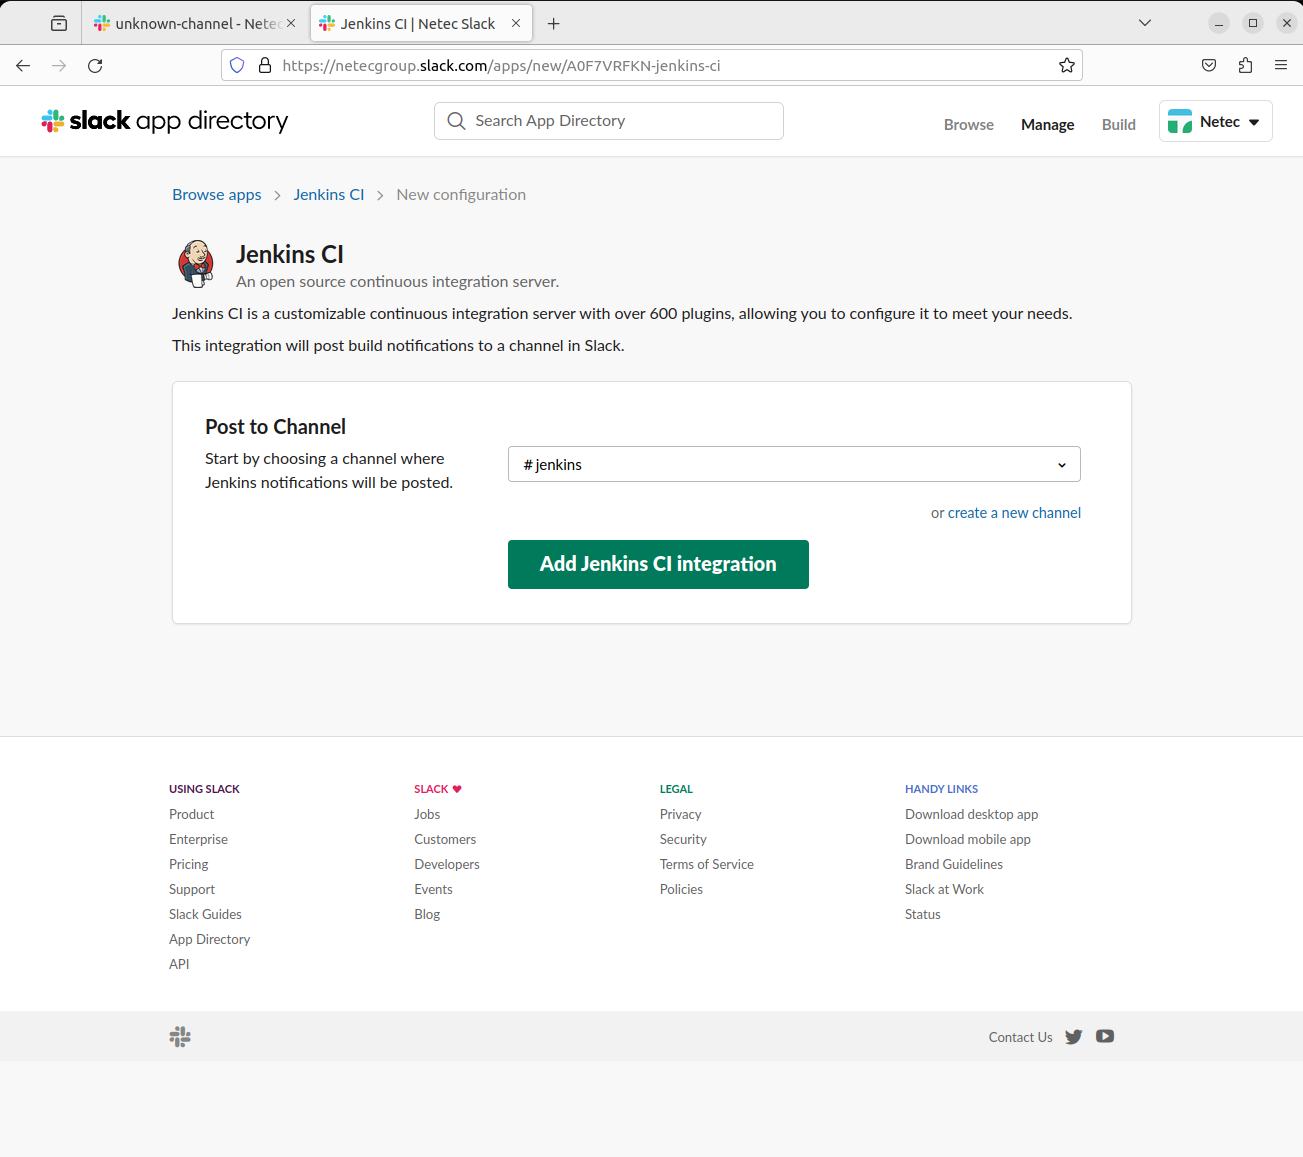 unknown-channel - Netec
Jenkins CI | Netec Slack
https://netecgroup.slack.com/apps/new/A0F7VRFKN-jenkins-ci
slack app directory
Search App Directory
Browse
Manage
Build
Netec
Browse apps > Jenkins CI > New configuration
Jenkins CI
An open source continuous integration server.
Jenkins CI is a customizable continuous integration server with over 600 plugins, allowing you to configure it to meet your needs.
This integration will post build notifications to a channel in Slack.
Post to Channel
Start by choosing a channel where
Jenkins notifications will be posted.
# jenkins
or create a new channel
Add Jenkins CI integration
USING SLACK
Product
Enterprise
Pricing
Support
Slack Guides
App Directory
API
SLACK ♥
Jobs
Customers
Developers
Events
Blog
LEGAL
Privacy
Security
Terms of Service
Policies
HANDY LINKS
Download desktop app
Download mobile app
Brand Guidelines
Slack at Work
Status
Contact Us